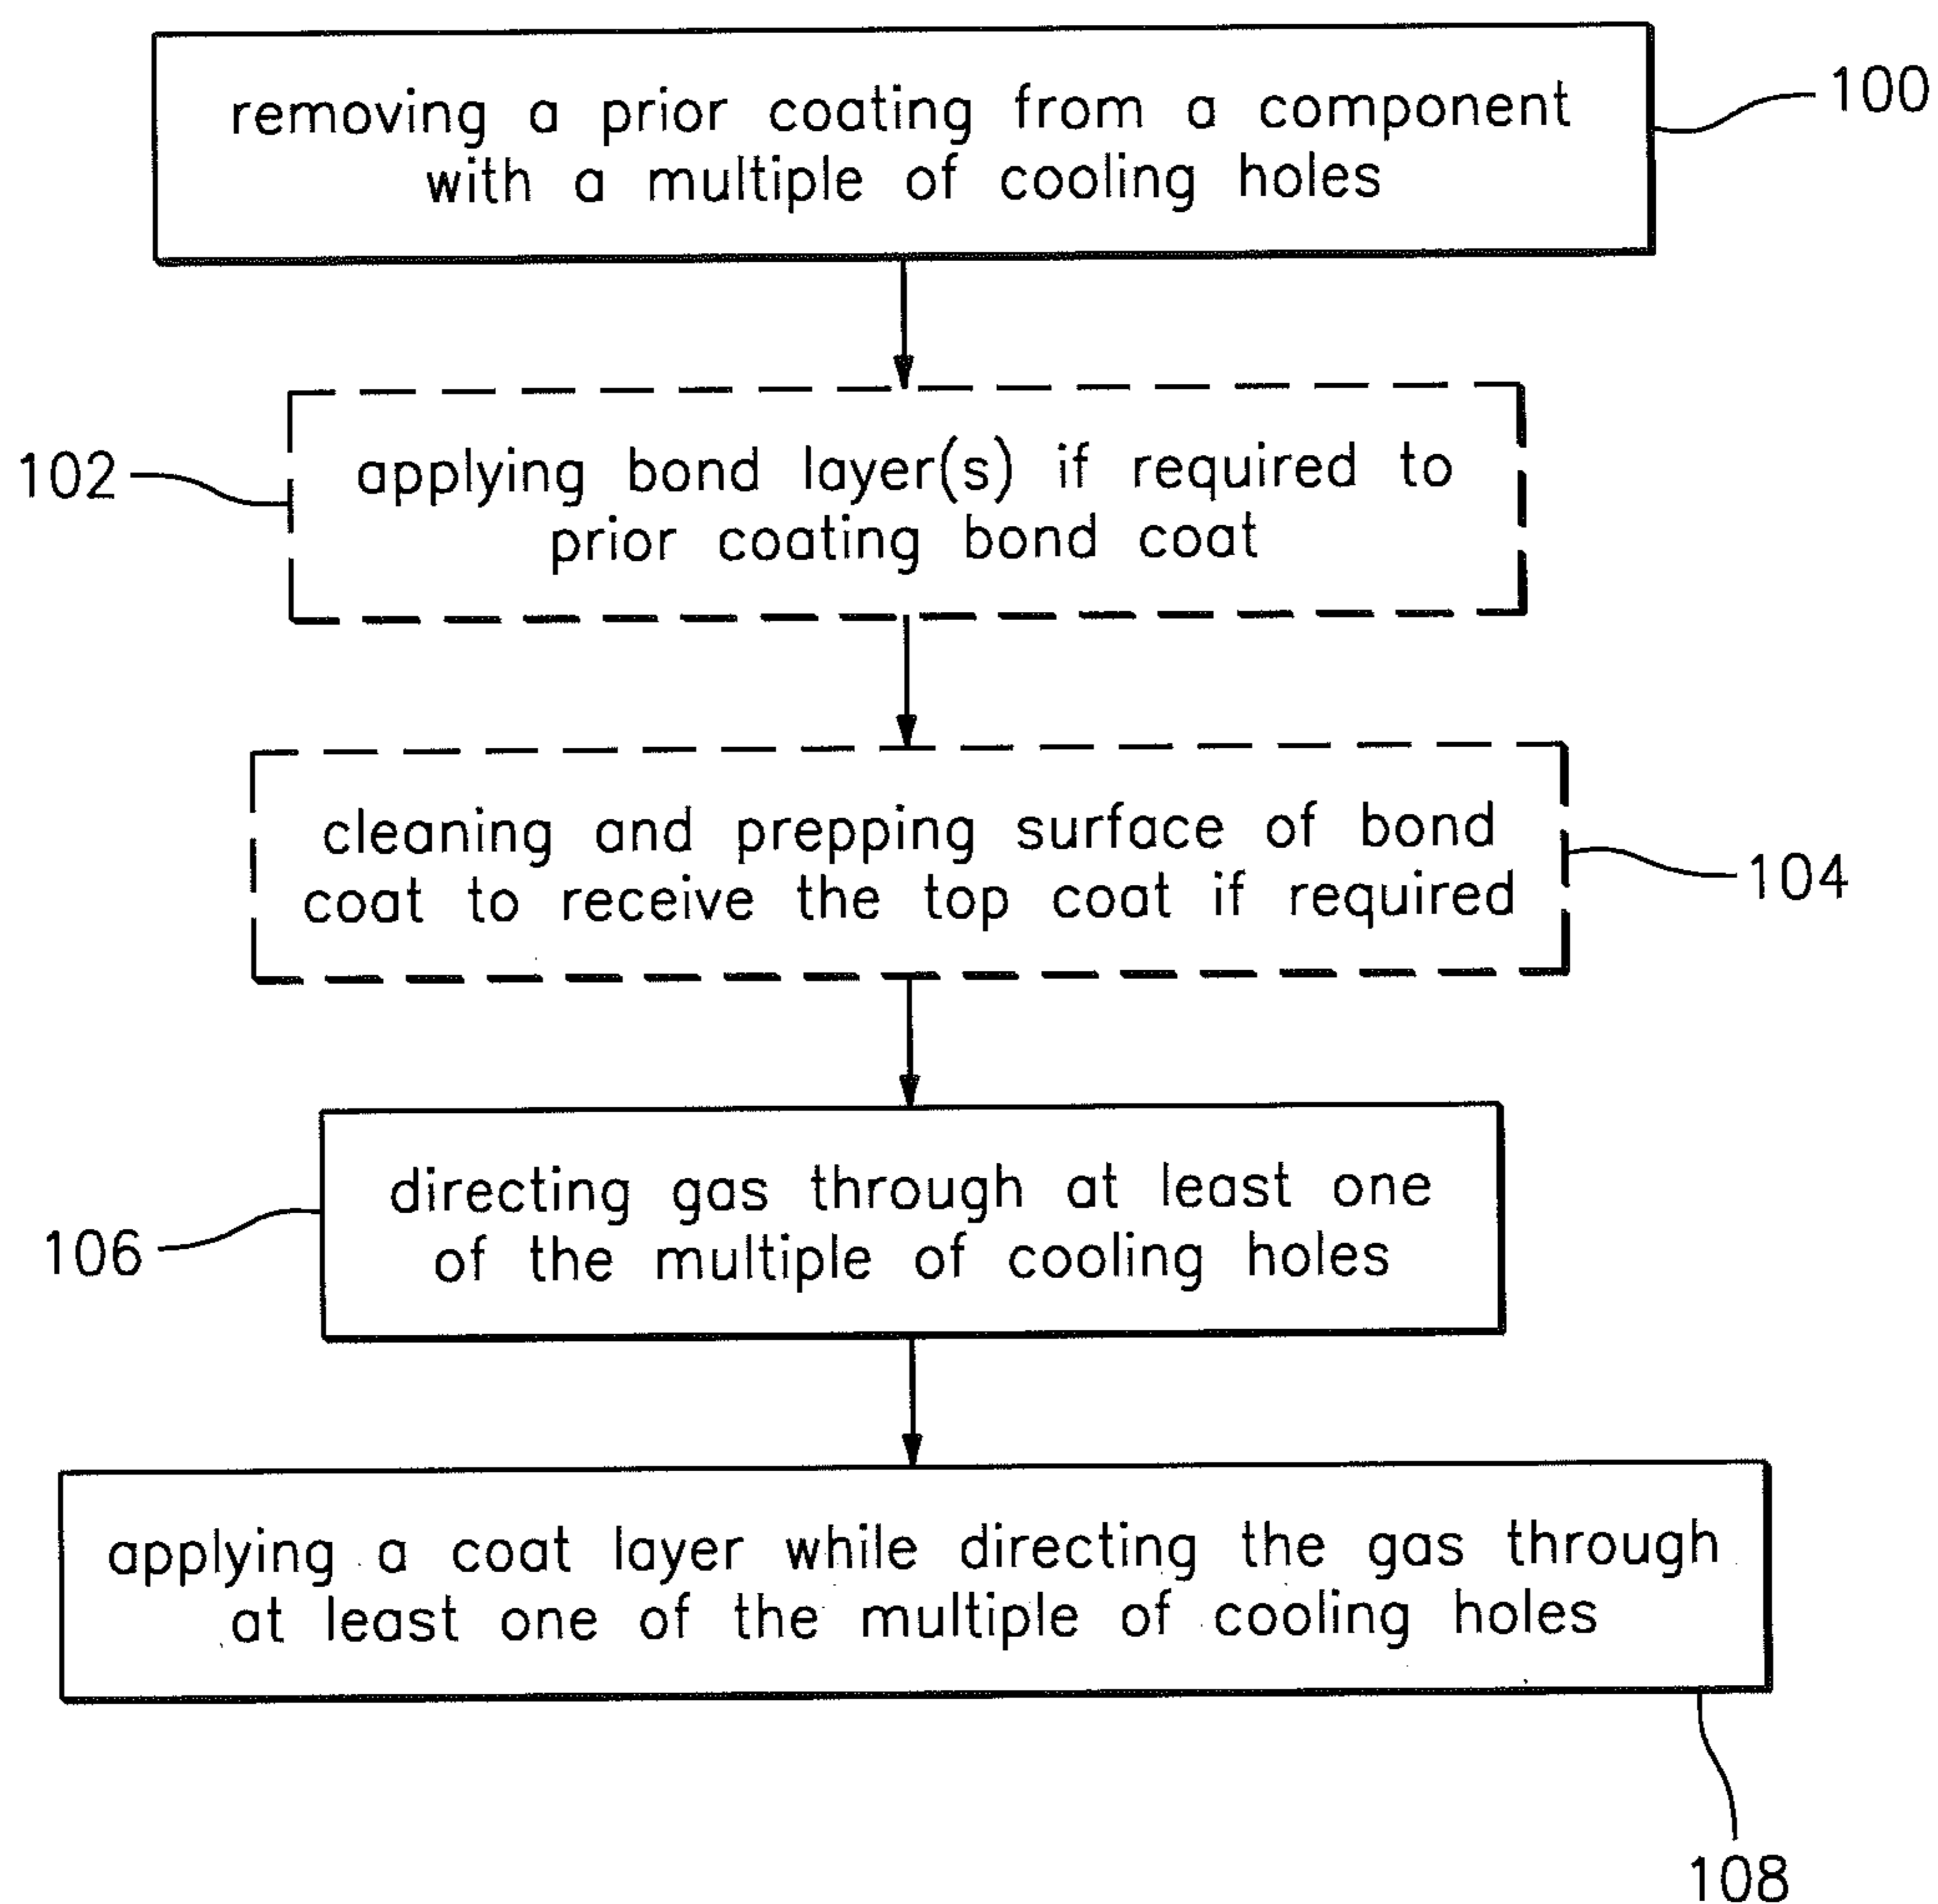 removing a prior coating from a component
with a multiple of cooling holes
100
applying bond layer(s) if required to
prior coating bond coat
102
cleaning and prepping surface of bond
coat to receive the top coat if required
104
directing gas through at least one
of the multiple of cooling holes
106
applying a coat layer while directing the gas through
at least one of the multiple of cooling holes
108